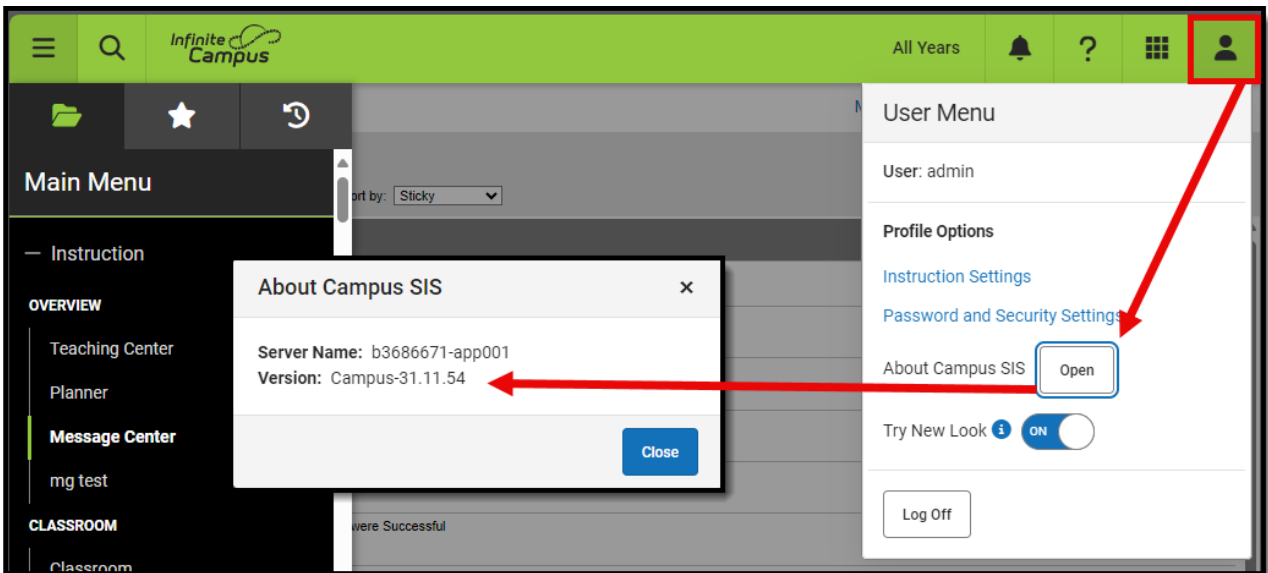 Infinite
Campus
All Years
?
Main Menu
Instruction
OVERVIEW
Teaching Center
Planner
Message Center
mg test
CLASSROOM
Classroom
by: Sticky
were Successful
About Campus SIS
×
Server Name: b3686671-app001
Version: Campus-31.11.54
Close
User Menu
User: admin
Profile Options
Instruction Settings
Password and Security Settings
About Campus SIS Open
Try New Look i ON
Log Off